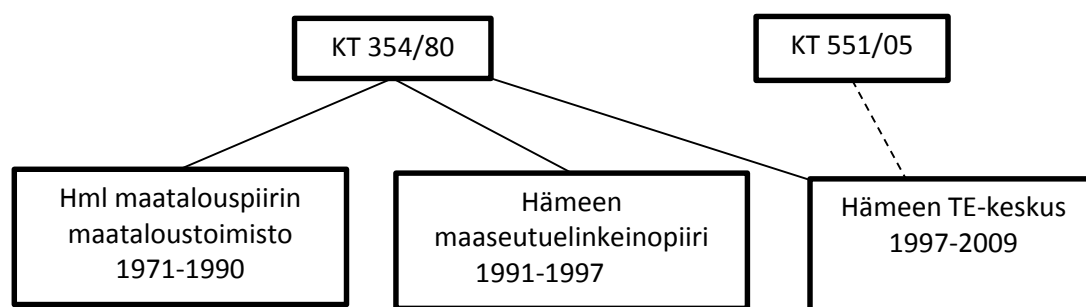 KT 354/80
KT 551/05
Hml maatalouspiirin
maataloustoimisto
1971-1990
Hämeen
maaseutuelinkeinopiiri
1991-1997
Hämeen TE-keskus
1997-2009